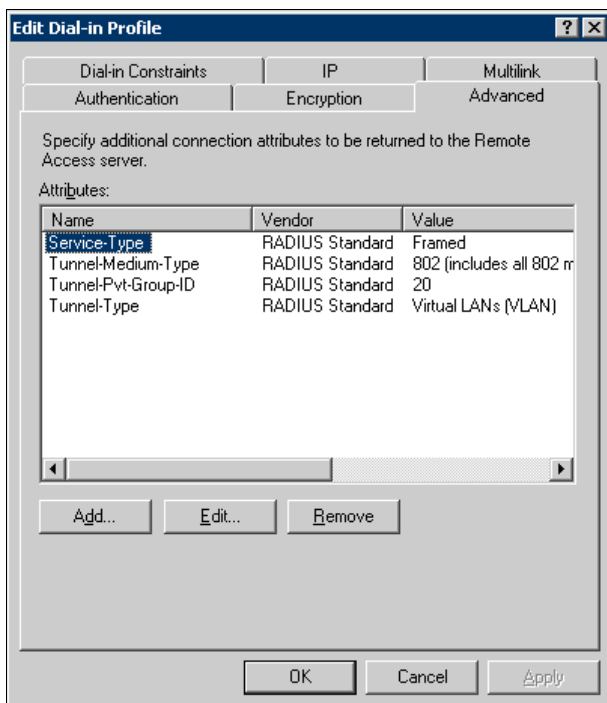 Edit Dial-in Profile
Dial-in Constraints IP Multilink
Authentication Encryption Advanced
Specify additional connection attributes to be returned to the Remote
Access server.
Attributes:
Name Vendor Value
Service-Type RADIUS Standard Framed
Tunnel-Medium-Type RADIUS Standard 802 (includes all 802 m
Tunnel-Pvt-Group-ID RADIUS Standard 20
Tunnel-Type RADIUS Standard Virtual LANs (VLAN)
Add... Edit... Remove
OK Cancel Apply